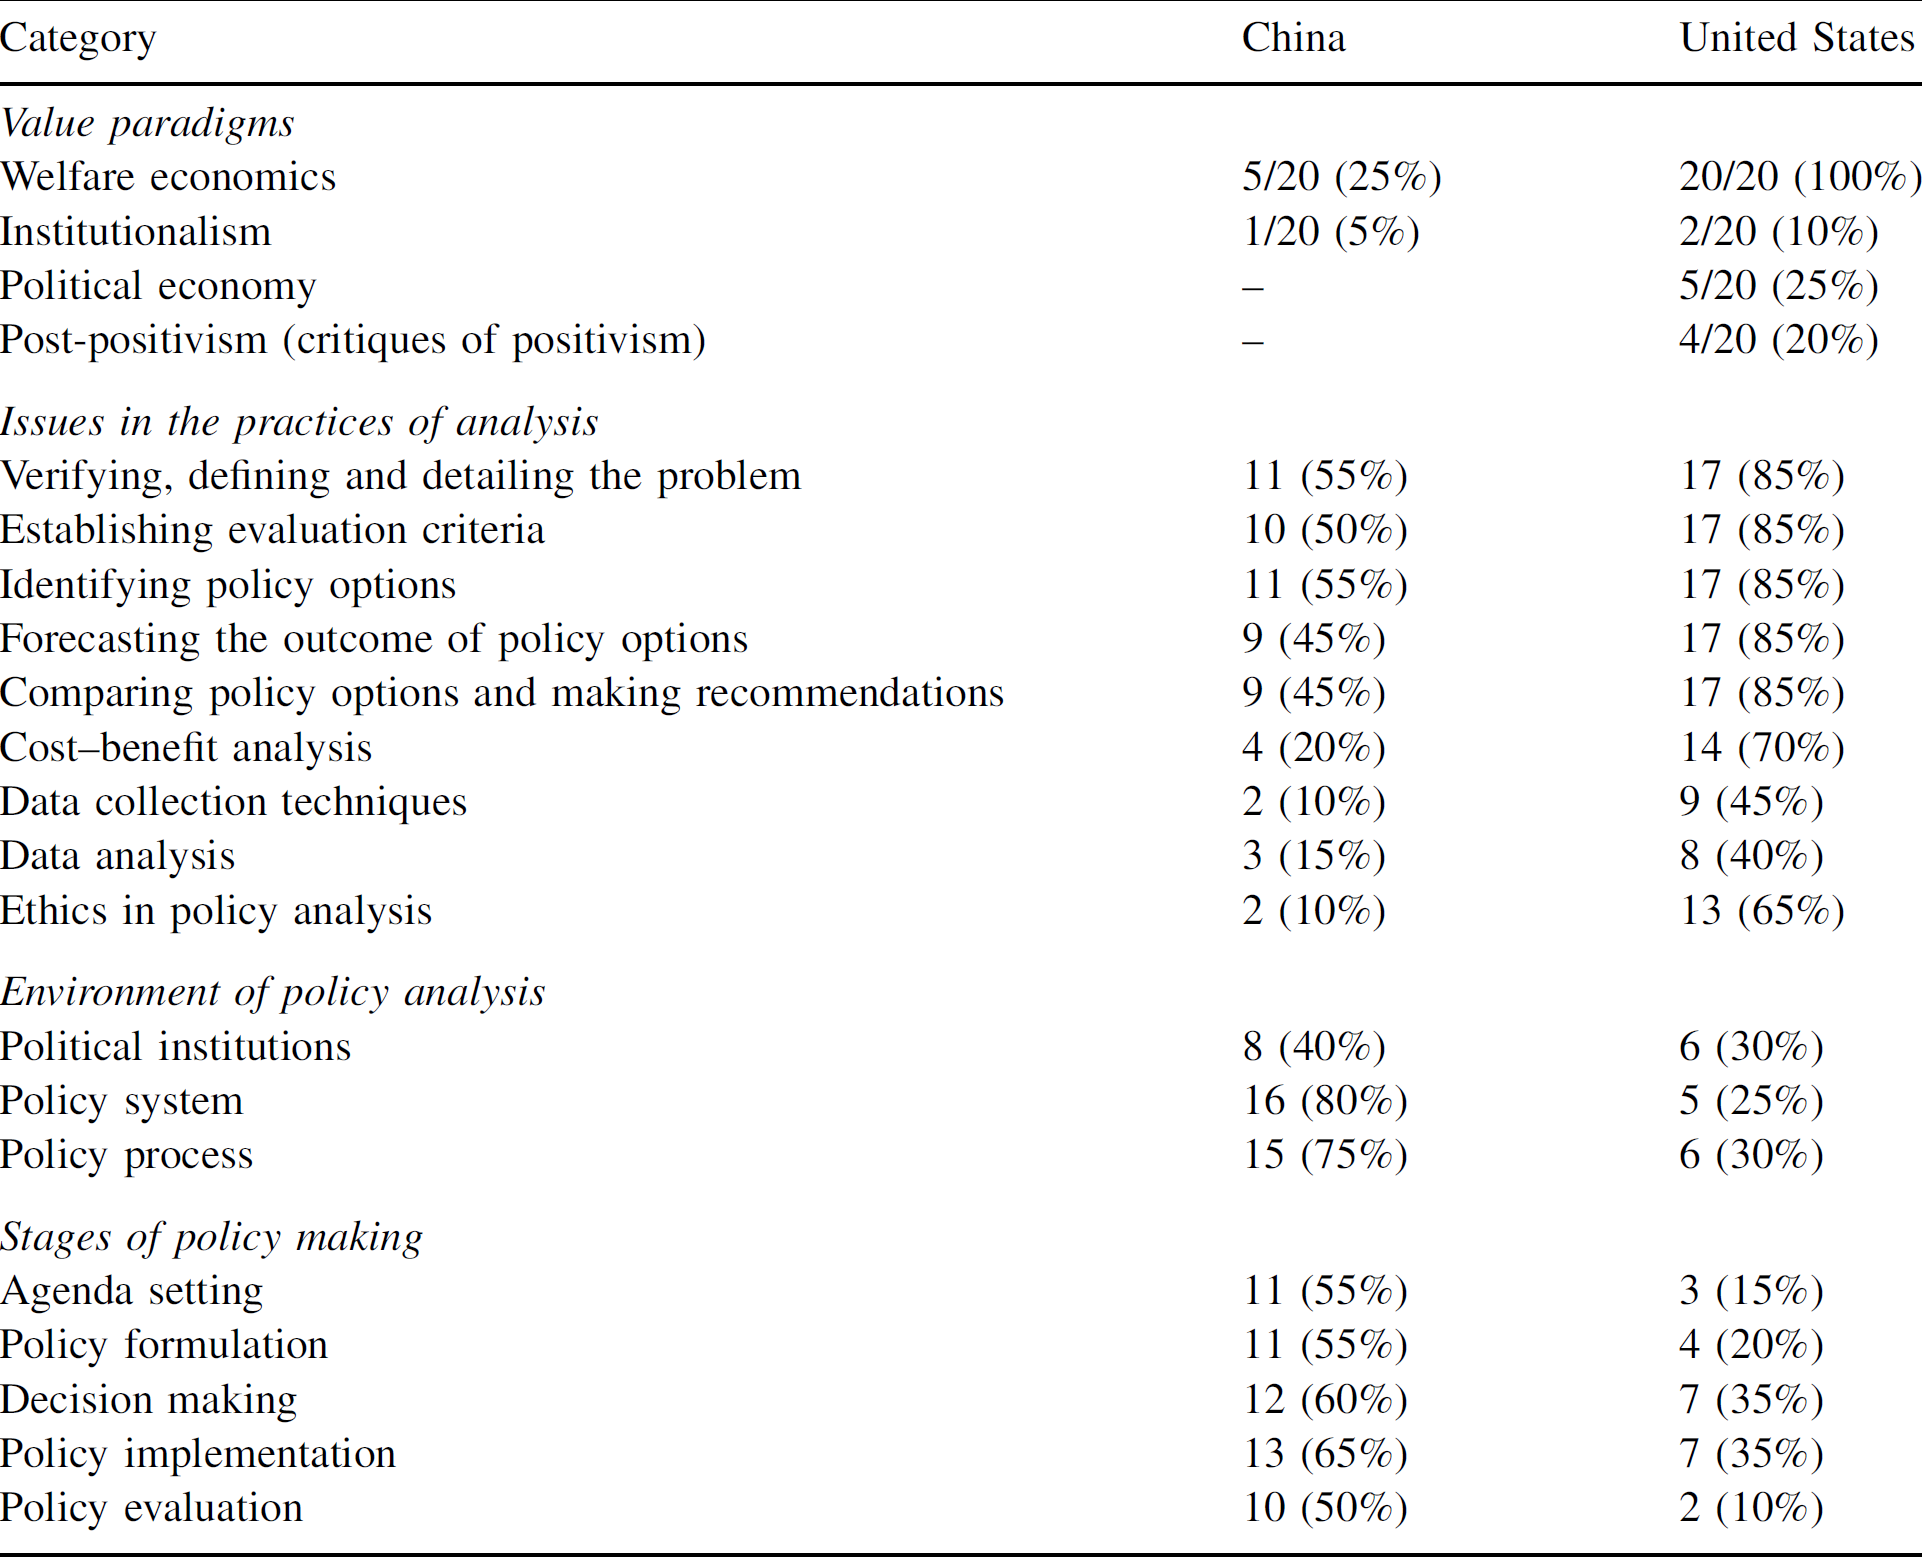 Category China United States
Value paradigms
Welfare economics 5/20 (25%) 20/20 (100%)
Institutionalism 1/20 (5%) 2/20 (10%)
Political economy – 5/20 (25%)
Post-positivism (critiques of positivism) – 4/20 (20%)
Issues in the practices of analysis
Verifying, defining and detailing the problem 11 (55%) 17 (85%)
Establishing evaluation criteria 10 (50%) 17 (85%)
Identifying policy options 11 (55%) 17 (85%)
Forecasting the outcome of policy options 9 (45%) 17 (85%)
Comparing policy options and making recommendations 9 (45%) 17 (85%)
Cost–benefit analysis 4 (20%) 14 (70%)
Data collection techniques 2 (10%) 9 (45%)
Data analysis 3 (15%) 8 (40%)
Ethics in policy analysis 2 (10%) 13 (65%)
Environment of policy analysis
Political institutions 8 (40%) 6 (30%)
Policy system 16 (80%) 5 (25%)
Policy process 15 (75%) 6 (30%)
Stages of policy making
Agenda setting 11 (55%) 3 (15%)
Policy formulation 11 (55%) 4 (20%)
Decision making 12 (60%) 7 (35%)
Policy implementation 13 (65%) 7 (35%)
Policy evaluation 10 (50%) 2 (10%)